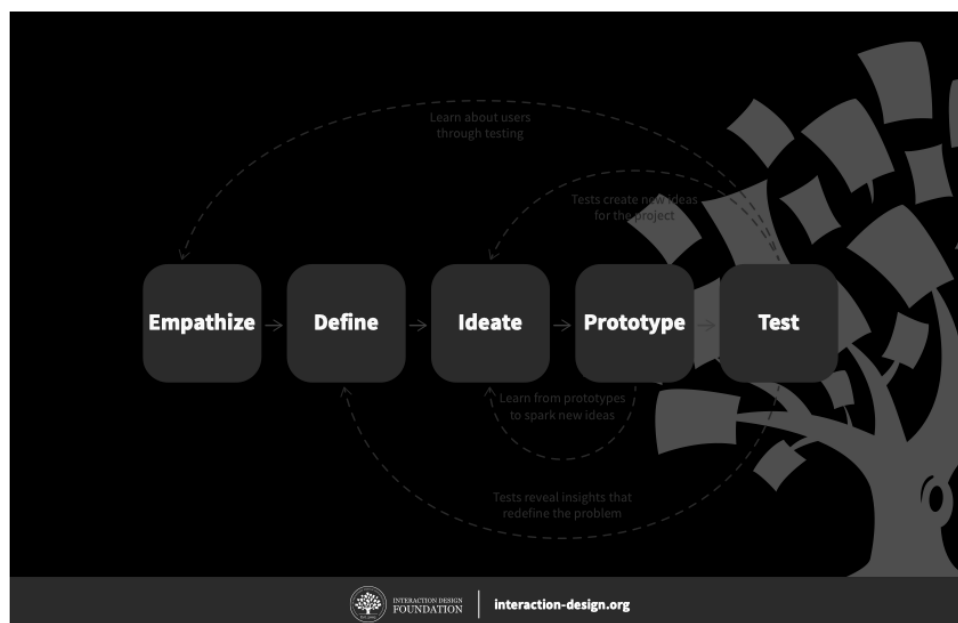 Learn about users
through testing
Tests create new ideas
for the project
Empathize
Define
Ideate
Prototype
Test
Learn from prototypes
to spark new ideas
Tests reveal insights that
redefine the problem
INTERACTION DESIGN
FOUNDATION
interaction-design.org